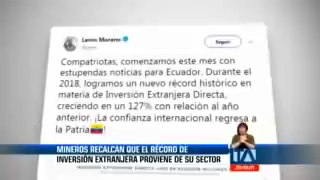 Lenín Moreno
Seguir
Compatriotas, comenzamos este mes con
estupendas noticias para Ecuador. Durante el
2018, logramos un nuevo récord histórico en
materia de Inversión Extranjera Directa,
creciendo en un 127% con relación al año
anterior. ¡La confianza internacional regresa a
la Patria!
MINEROS RECALCAN QUE EL RÉCORD DE
INVERSIÓN EXTRANJERA PROVIENE DE SU SECTOR